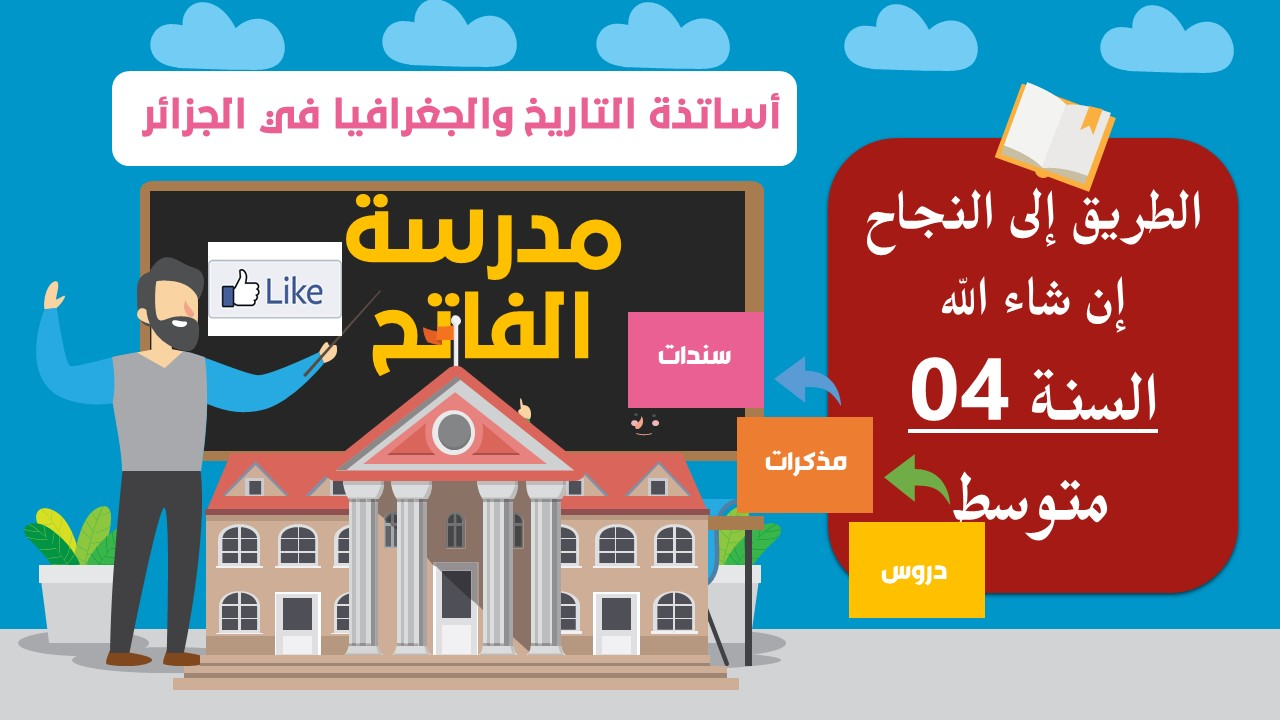 أساتذة التاريخ والجغرافيا في الجزائر
مدرسة
الفاتح
Like
الطريق إلى النجاح
إن شاء الله
السنة 04
متوسط
سندات
مذكرات
دروس